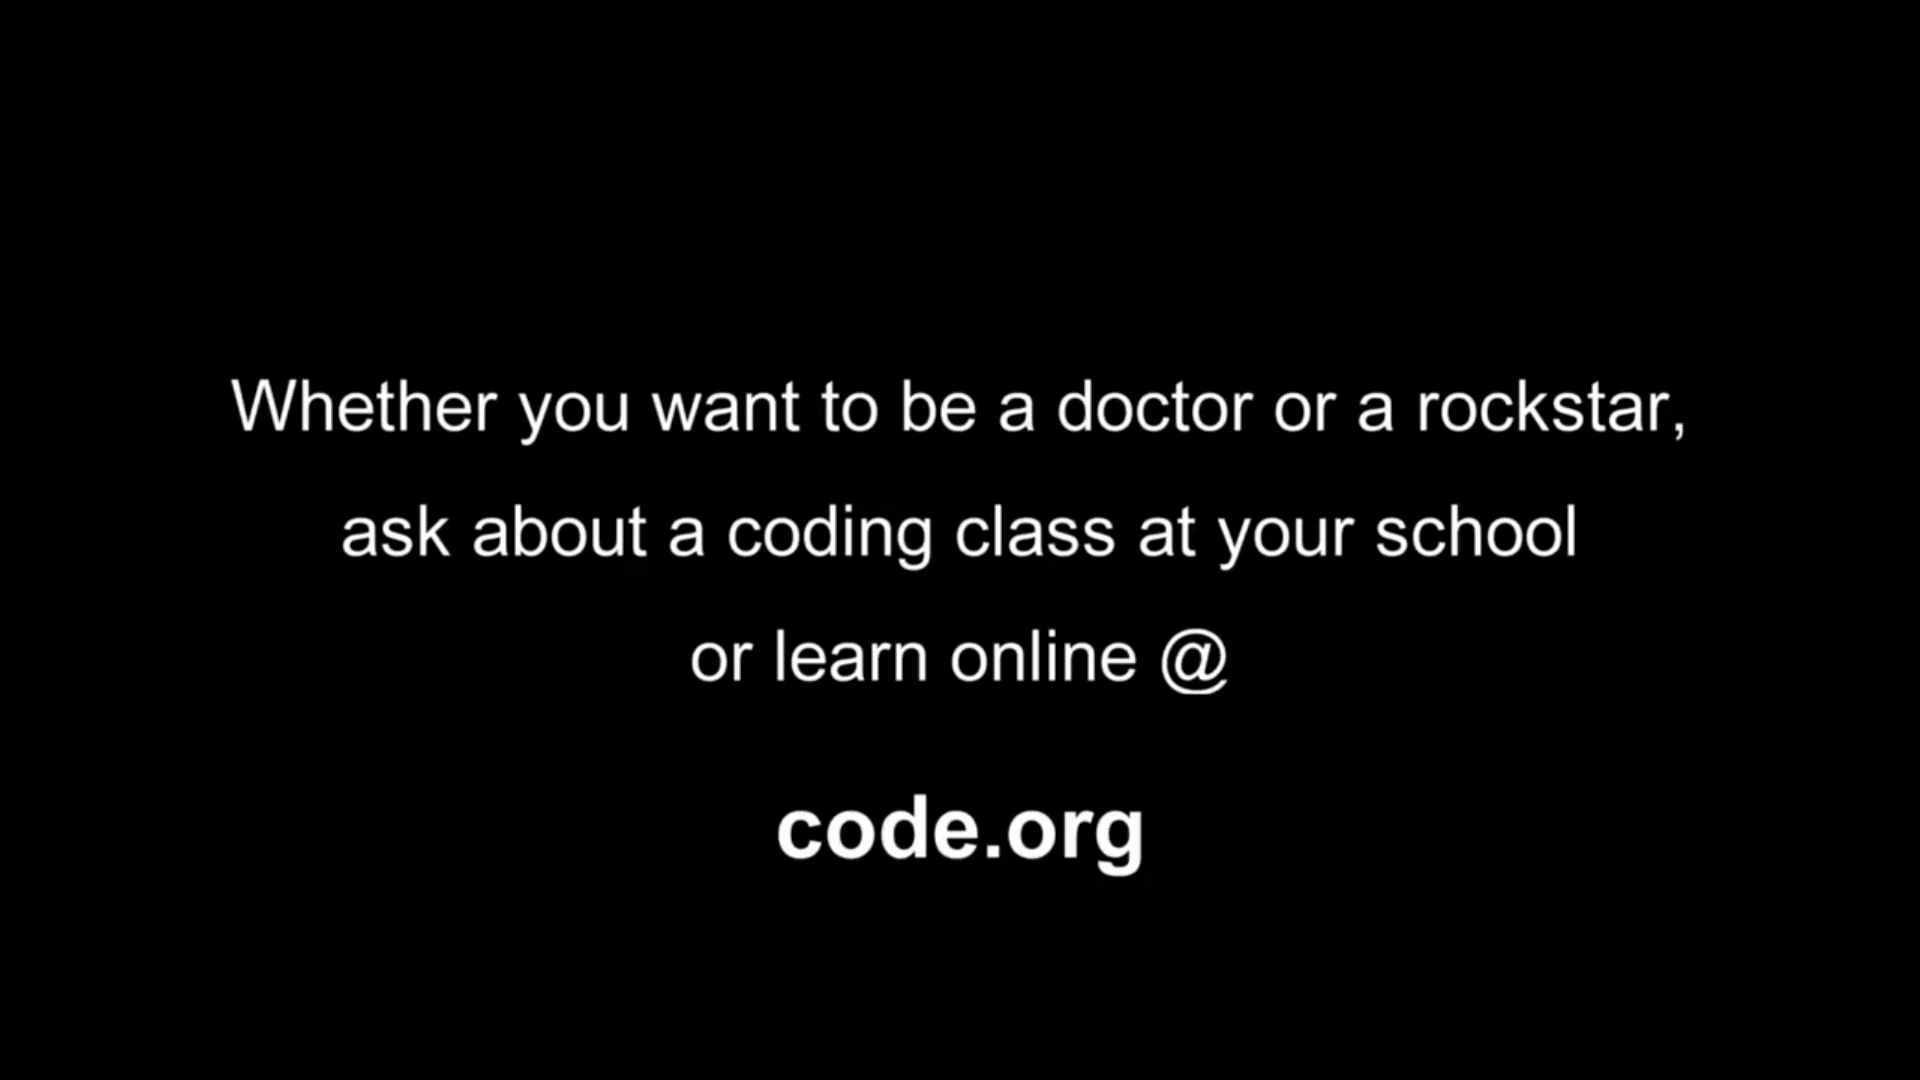 Whether you want to be a doctor or a rockstar,
ask about a coding class at your school
or learn online @
code.org